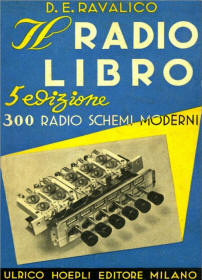 D. E. RAVALICO
Il RADIO
LIBRO
5ª edizione
300 RADIO SCHEMI MODERNI
ULRICO HOEPLI EDITORE MILANO